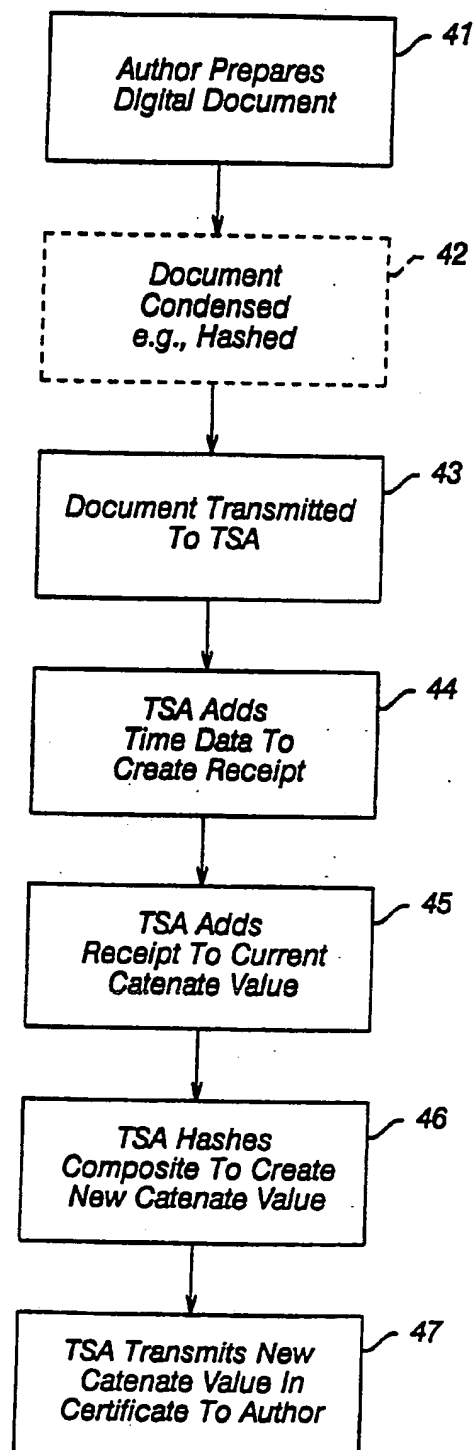 41
Author Prepares
Digital Document
42
Document
Condensed
e.g., Hashed
43
Document Transmitted
To TSA
44
TSA Adds
Time Data To
Create Receipt
45
TSA Adds
Receipt To Current
Catenate Value
46
TSA Hashes
Composite To Create
New Catenate Value
47
TSA Transmits New
Catenate Value In
Certificate To Author